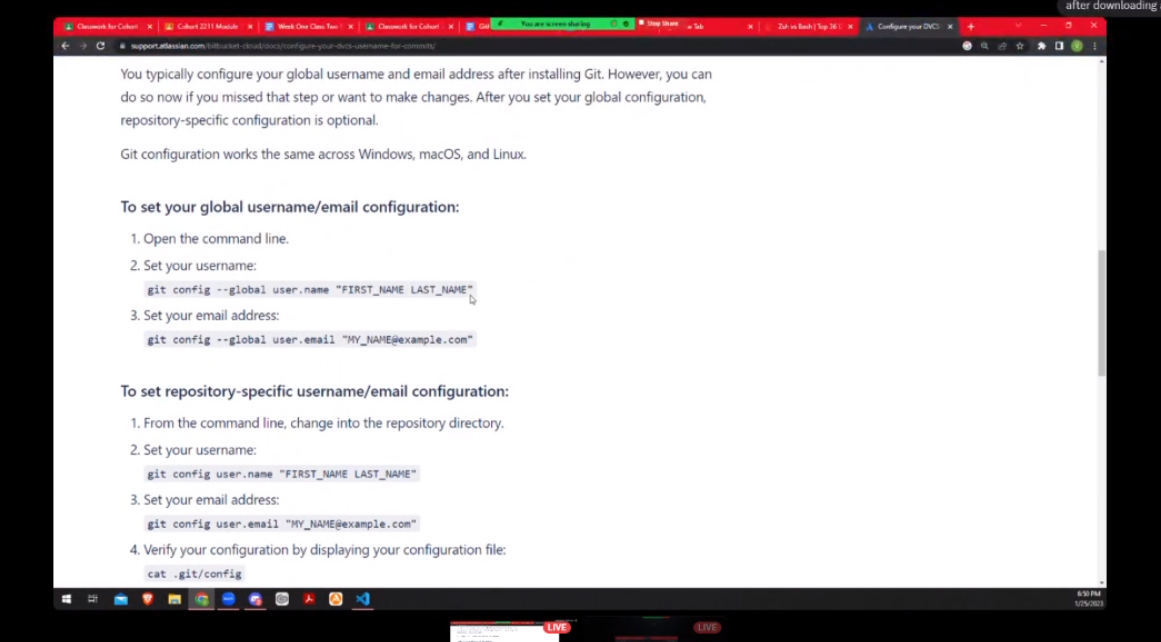 after downloading
Classwork for Cohort
Cohort 2211 Module
Week One Class Two
Classwork for Cohort
You are screen sharing
Stop Share
Tab
Zsh vs Bash | Top 36
Configure your DVCS
support.atlassian.com/bitbucket-cloud/docs/configure-your-dvcs-username-for-commits/
You typically configure your global username and email address after installing Git. However, you can
do so now if you missed that step or want to make changes. After you set your global configuration,
repository-specific configuration is optional.
Git configuration works the same across Windows, macOS, and Linux.
To set your global username/email configuration:
1. Open the command line.
2. Set your username:
git config --global user.name "FIRST_NAME LAST_NAME"
3. Set your email address:
git config --global user.email "MY_NAME@example.com"
To set repository-specific username/email configuration:
1. From the command line, change into the repository directory.
2. Set your username:
git config user.name "FIRST_NAME LAST_NAME"
3. Set your email address:
git config user.email "MY_NAME@example.com"
4. Verify your configuration by displaying your configuration file:
cat .git/config
6:50 PM
1/25/2023
LIVE
LIVE